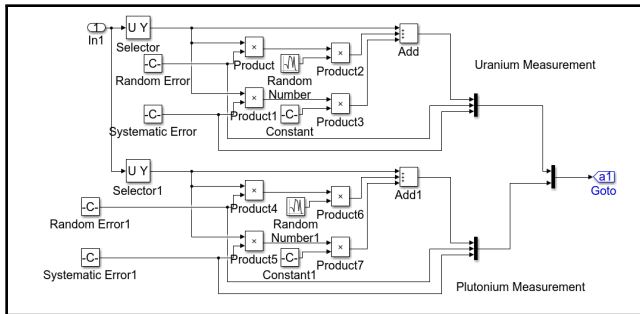 1
In1
U Y
Selector
-C-
Random Error
×
Product
Random
Number
×
Product2
Add
Uranium Measurement
-C-
Systematic Error
×
Product1
-C-
Constant
×
Product3
U Y
Selector1
-C-
Random Error1
×
Product4
Random
Number1
×
Product6
Add1
a1
Goto
-C-
Systematic Error1
×
Product5
-C-
Constant1
×
Product7
Plutonium Measurement